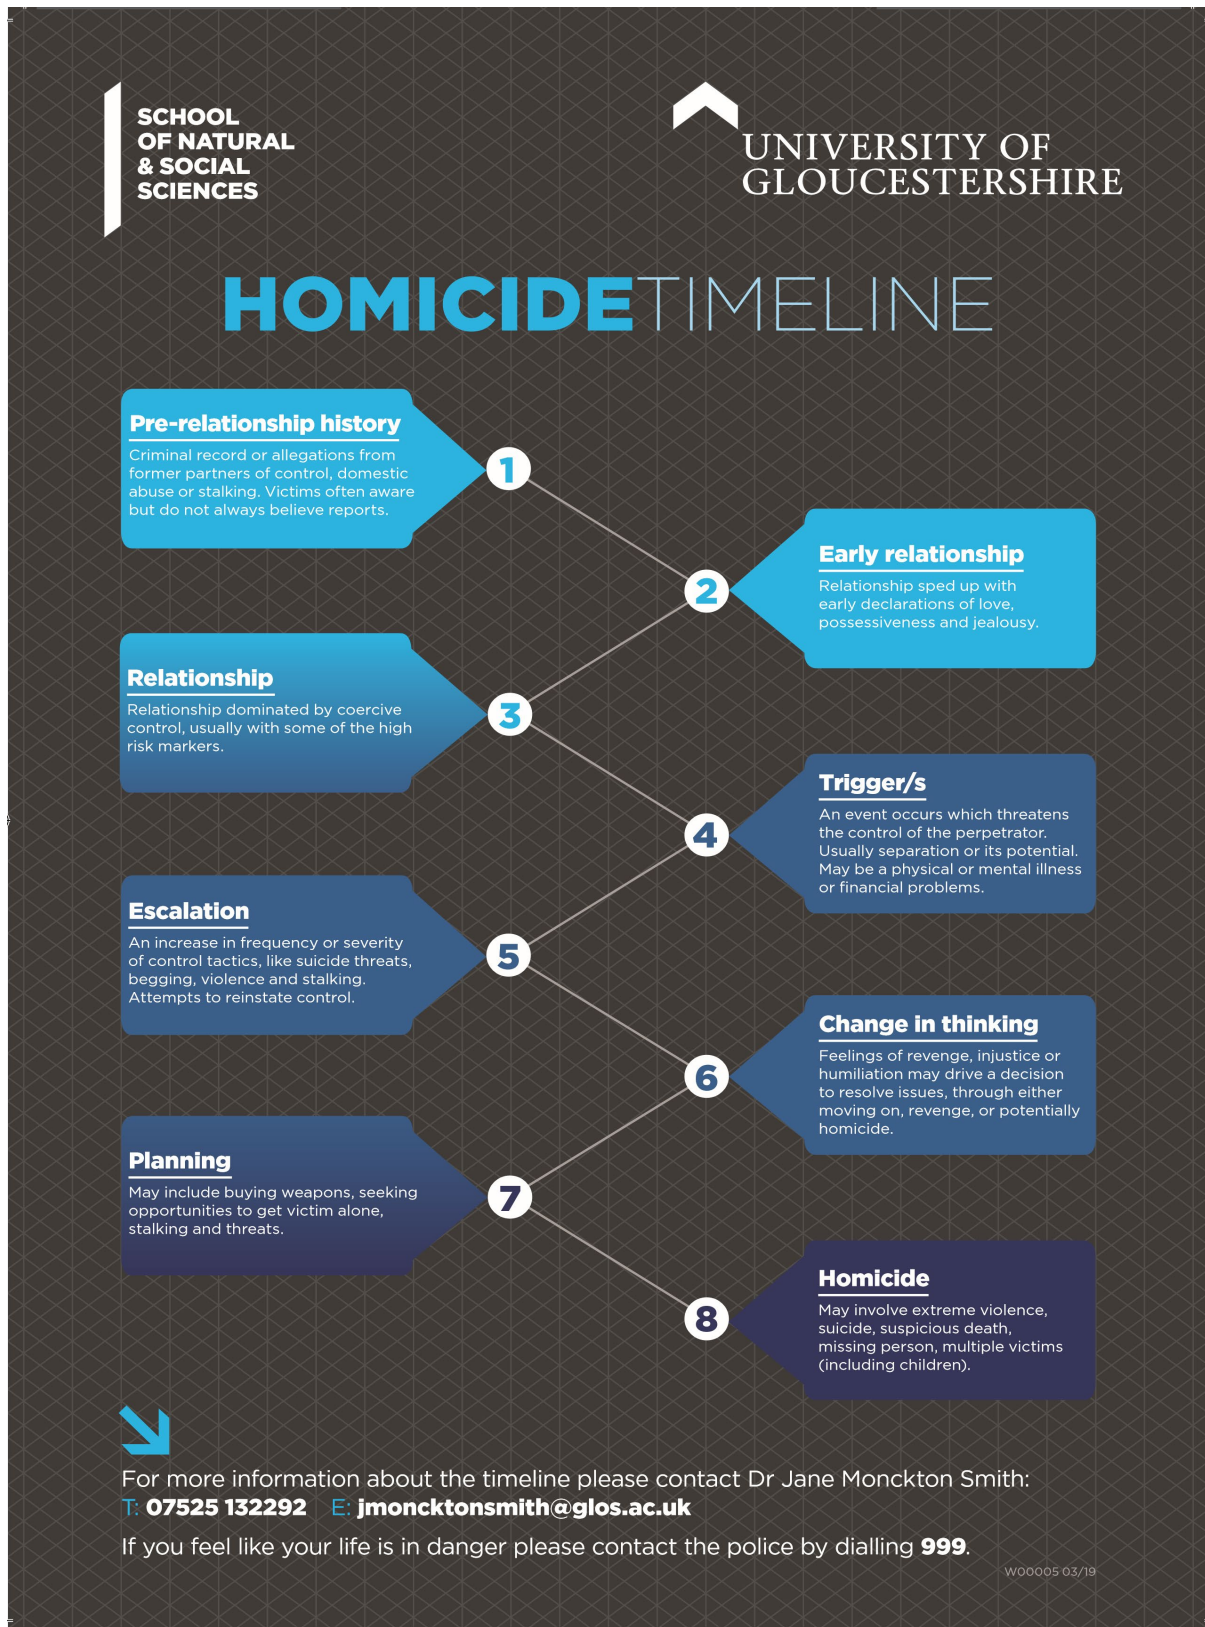 SCHOOL
OF NATURAL
& SOCIAL
SCIENCES
UNIVERSITY OF
GLOUCESTERSHIRE
HOMICIDETIMELINE
Pre-relationship history
Criminal record or allegations from
former partners of control, domestic
abuse or stalking. Victims often aware
but do not always believe reports.
1
2
Early relationship
Relationship sped up with
early declarations of love,
possessiveness and jealousy.
Relationship
Relationship dominated by coercive
control, usually with some of the high
risk markers.
3
4
Trigger/s
An event occurs which threatens
the control of the perpetrator.
Usually separation or its potential.
May be a physical or mental illness
or financial problems.
Escalation
An increase in frequency or severity
of control tactics, like suicide threats,
begging, violence and stalking.
Attempts to reinstate control.
5
6
Change in thinking
Feelings of revenge, injustice or
humiliation may drive a decision
to resolve issues, through either
moving on, revenge, or potentially
homicide.
Planning
May include buying weapons, seeking
opportunities to get victim alone,
stalking and threats.
7
8
Homicide
May involve extreme violence,
suicide, suspicious death,
missing person, multiple victims
(including children).
For more information about the timeline please contact Dr Jane Monckton Smith:
T: 07525 132292 E: jmoncktonsmith@glos.ac.uk
If you feel like your life is in danger please contact the police by dialling 999.
W00005 03/19